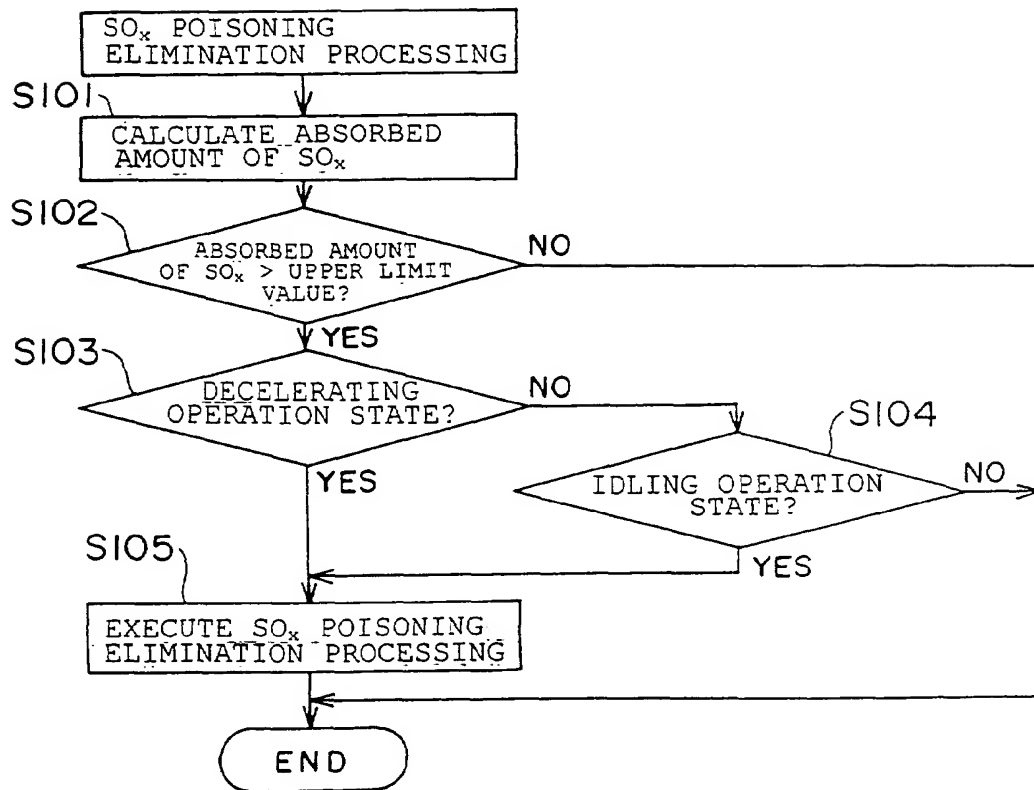 SOₓ POISONING
ELIMINATION PROCESSING
S101
CALCULATE ABSORBED
AMOUNT OF SOₓ
S102
ABSORBED AMOUNT
OF SOₓ > UPPER LIMIT
VALUE?
NO
YES
S103
DECELERATING
OPERATION STATE?
NO
YES
S104
IDLING OPERATION
STATE?
NO
YES
S105
EXECUTE SOₓ POISONING
ELIMINATION PROCESSING
END